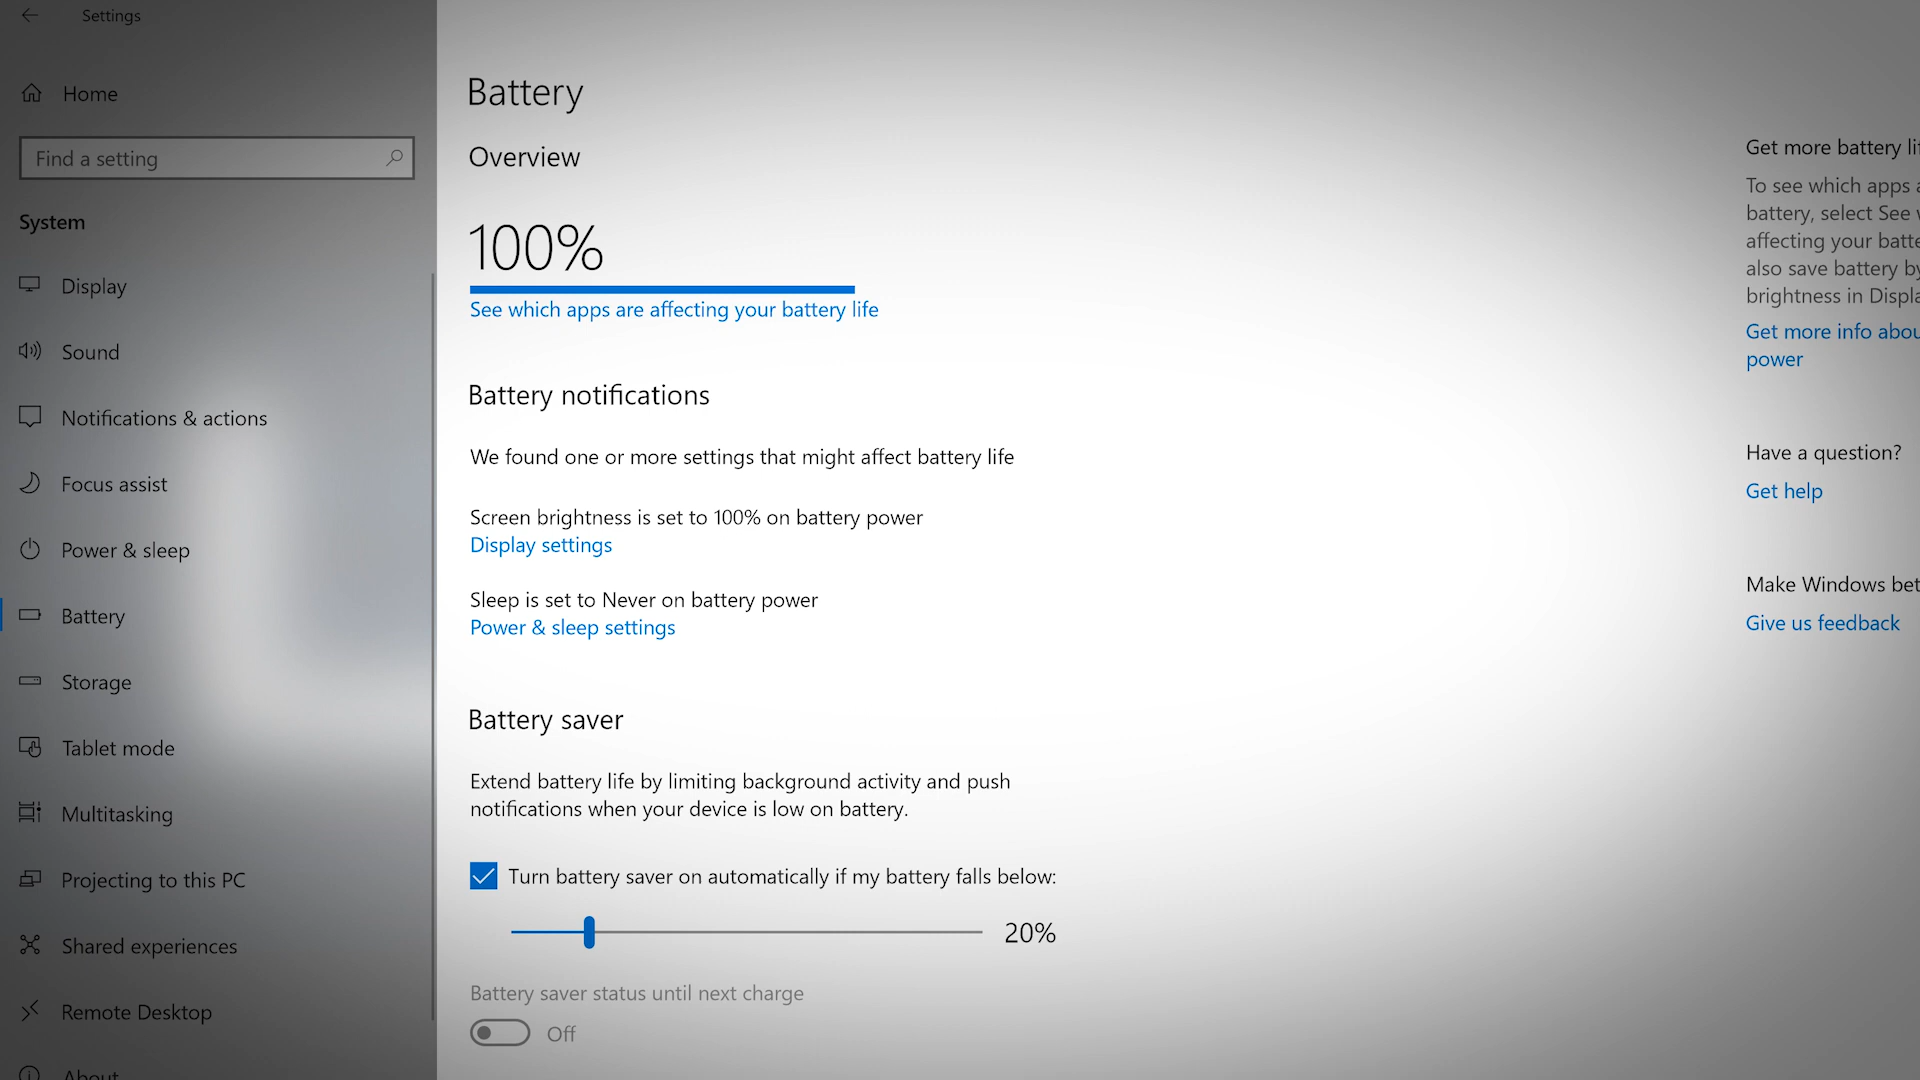 Settings
Home
Find a setting
System
Display
Sound
Notifications & actions
Focus assist
Power & sleep
Battery
Storage
Tablet mode
Multitasking
Projecting to this PC
Shared experiences
Remote Desktop
About
Battery
Overview
100%
See which apps are affecting your battery life
Battery notifications
We found one or more settings that might affect battery life
Screen brightness is set to 100% on battery power
Display settings
Sleep is set to Never on battery power
Power & sleep settings
Battery saver
Extend battery life by limiting background activity and push
notifications when your device is low on battery.
Turn battery saver on automatically if my battery falls below:
20%
Battery saver status until next charge
Off
Get more battery
To see which apps
battery, select See
affecting your
also save battery
brightness in
Get more info
power
Have a question?
Get help
Make Windows
Give us feedback